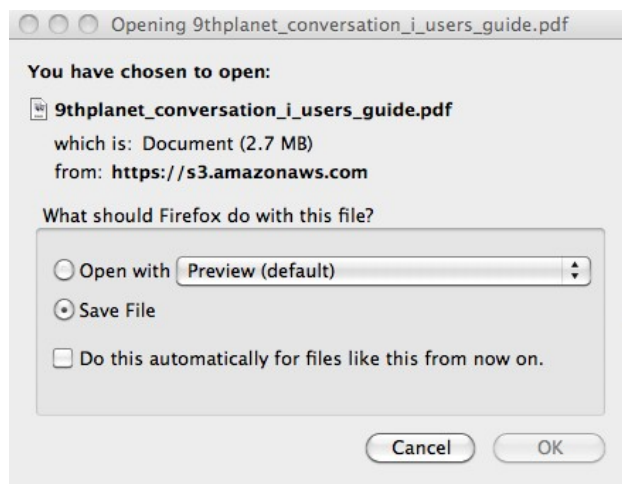 Opening 9thplanet_conversation_i_users_guide.pdf
You have chosen to open:
9thplanet_conversation_i_users_guide.pdf
which is: Document (2.7 MB)
from: https://s3.amazonaws.com
What should Firefox do with this file?
Open with Preview (default)
Save File
Do this automatically for files like this from now on.
Cancel OK